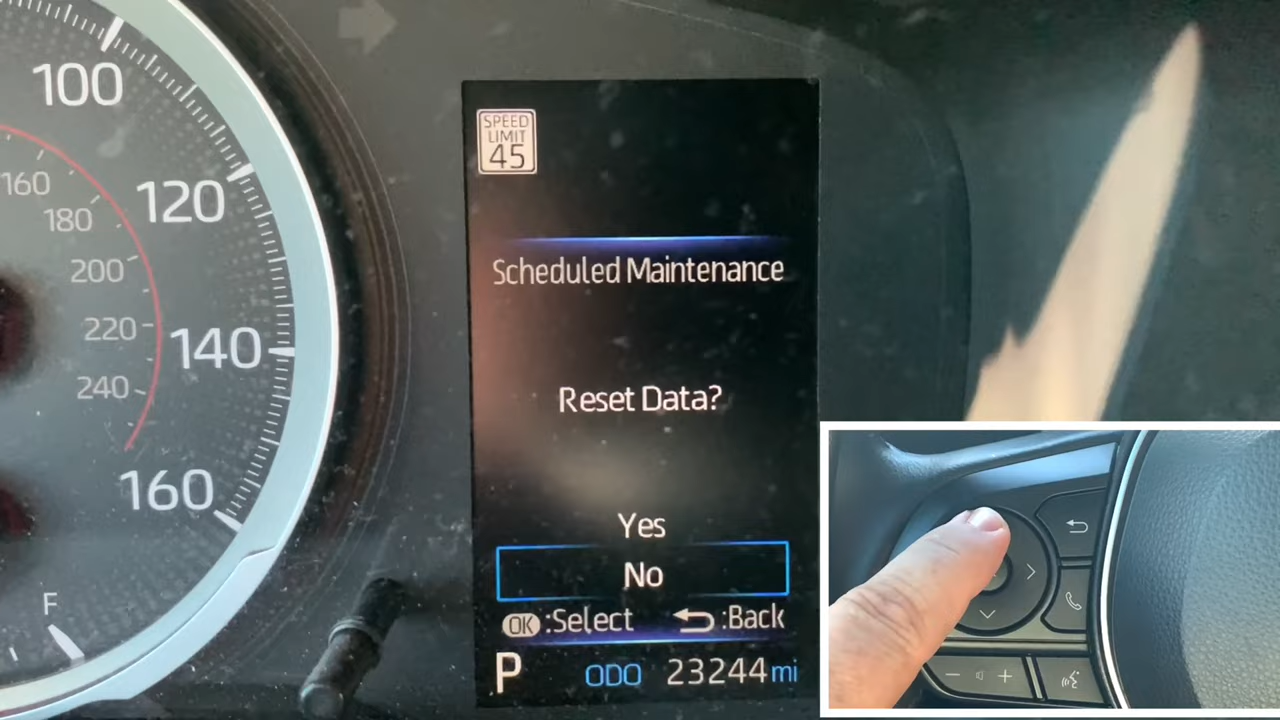 100
120
140
160
160
180
200
220
240
F
SPEED
LIMIT
45
Scheduled Maintenance
Reset Data?
Yes
No
OK :Select :Back
P ODO 23244 mi